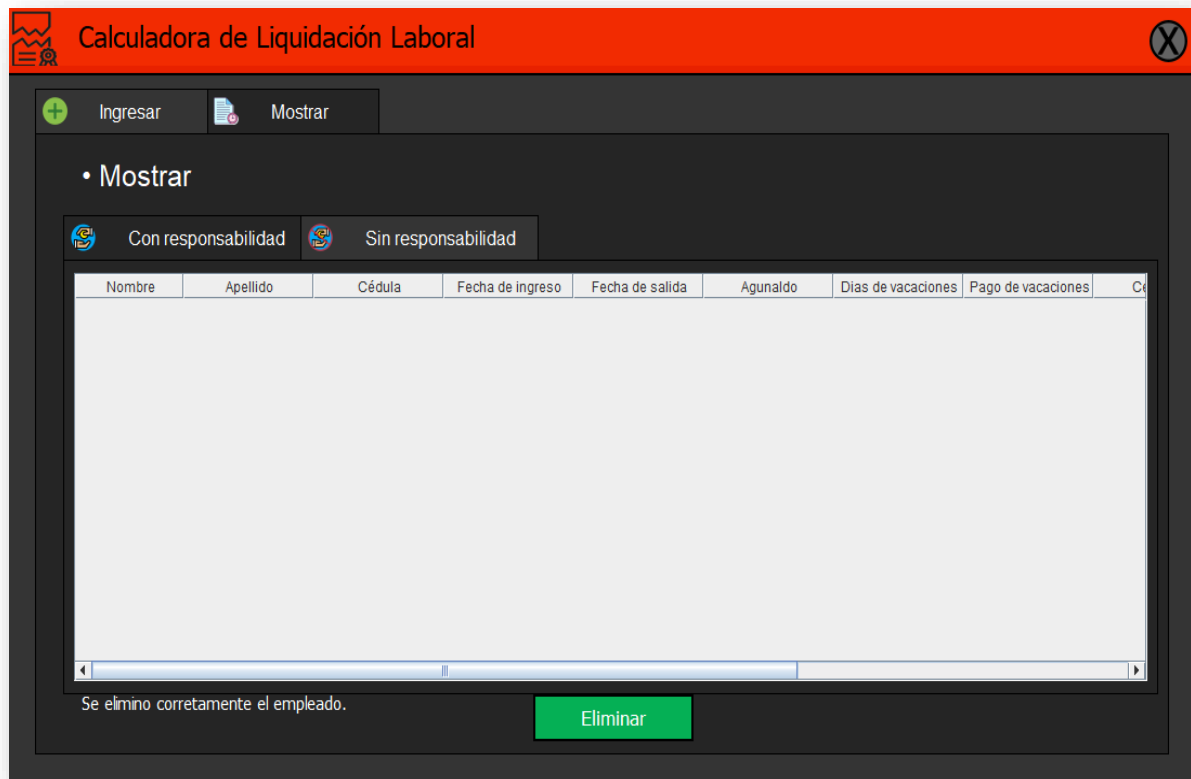 Calculadora de Liquidación Laboral
X
Ingresar Mostrar
• Mostrar
Con responsabilidad Sin responsabilidad
Nombre Apellido Cédula Fecha de ingreso Fecha de salida Agunaldo Dias de vacaciones Pago de vacaciones Ce
Se elimino corretamente el empleado.
Eliminar